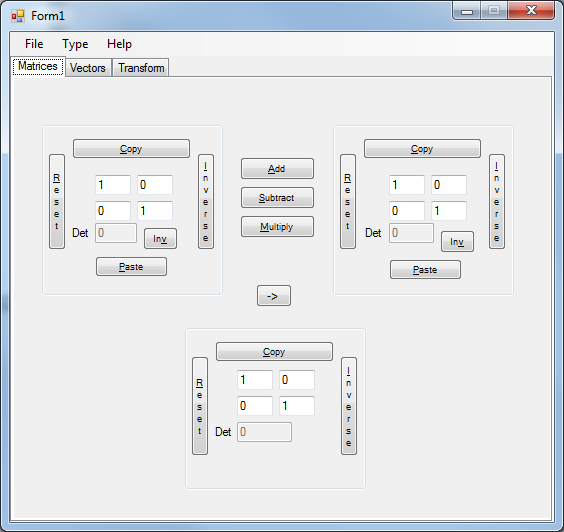 Form1
File Type Help
Matrices Vectors Transform
Copy
Reset
1 0
0 1
Det 0
Inv
Inverse
Paste
Add
Subtract
Multiply
->
Copy
Reset
1 0
0 1
Det 0
Inv
Inverse
Paste
Copy
Reset
1 0
0 1
Det 0
Inverse